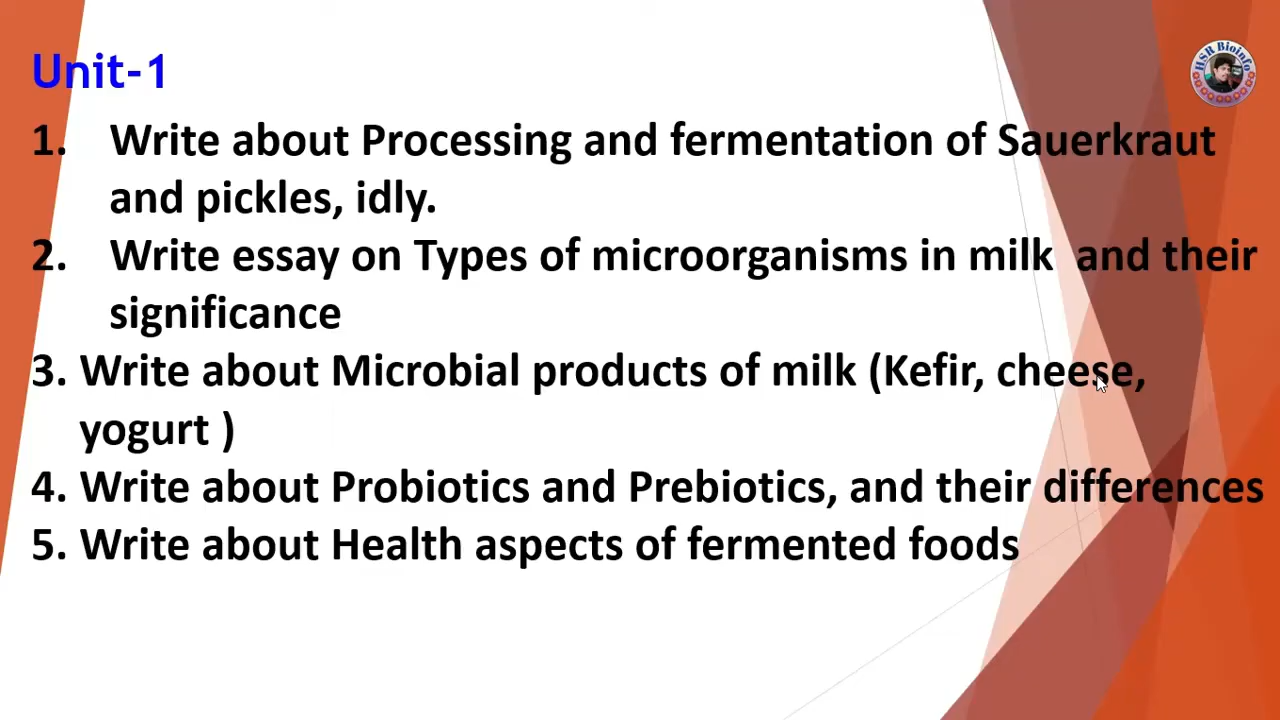 Unit-1
HSR Bioinfo
1. Write about Processing and fermentation of Sauerkraut
and pickles, idly.
2. Write essay on Types of microorganisms in milk and their
significance
3. Write about Microbial products of milk (Kefir, cheese,
yogurt )
4. Write about Probiotics and Prebiotics, and their differences
5. Write about Health aspects of fermented foods